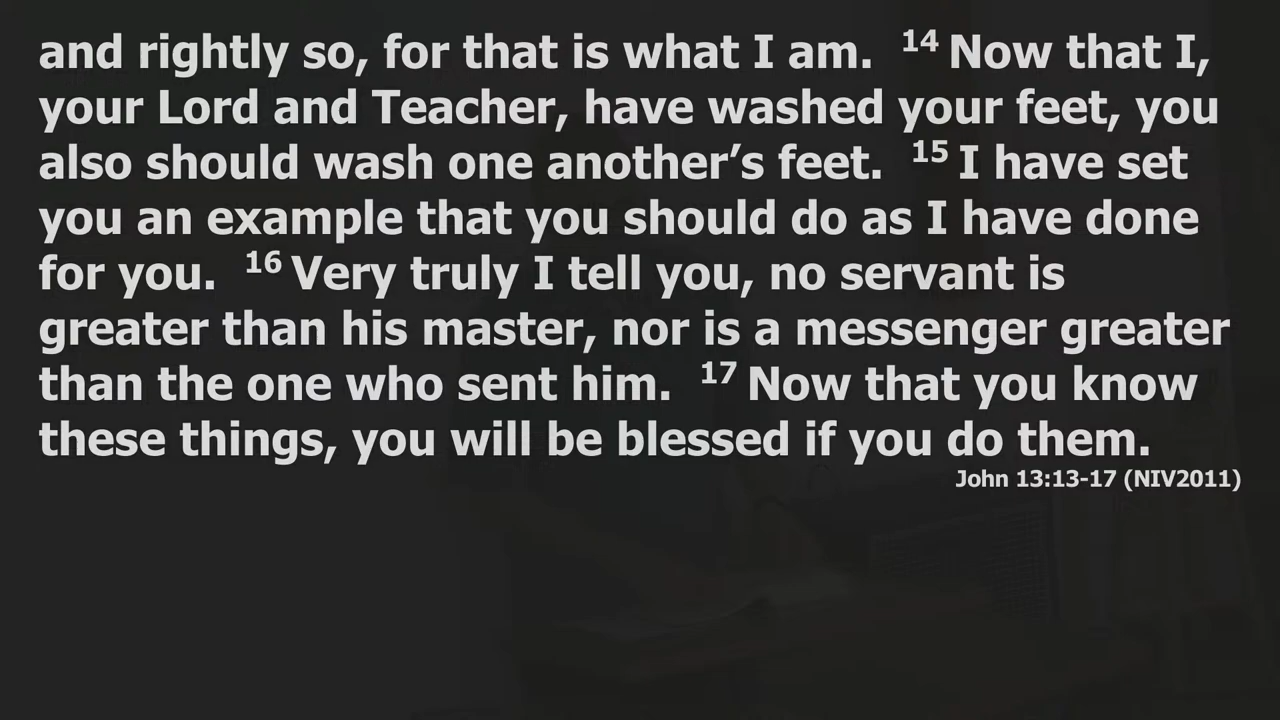 and rightly so, for that is what I am. 14 Now that I,
your Lord and Teacher, have washed your feet, you
also should wash one another’s feet. 15 I have set
you an example that you should do as I have done
for you. 16 Very truly I tell you, no servant is
greater than his master, nor is a messenger greater
than the one who sent him. 17 Now that you know
these things, you will be blessed if you do them.
John 13:13-17 (NIV2011)